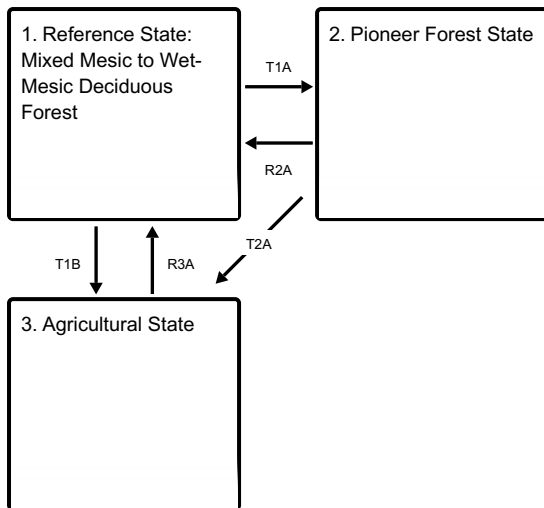 1. Reference State:
Mixed Mesic to Wet-
Mesic Deciduous
Forest
2. Pioneer Forest State
T1A
R2A
T2A
T1B
R3A
3. Agricultural State